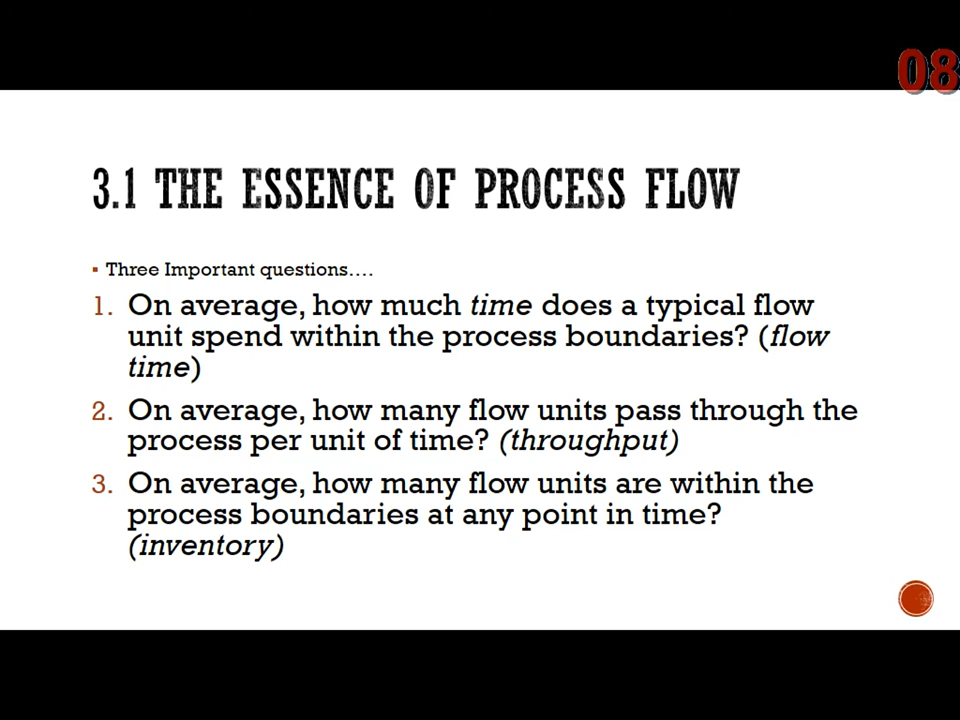 08
3.1 THE ESSENCE OF PROCESS FLOW
▪ Three Important questions....
1. On average, how much time does a typical flow
unit spend within the process boundaries? (flow
time)
2. On average, how many flow units pass through the
process per unit of time? (throughput)
3. On average, how many flow units are within the
process boundaries at any point in time?
(inventory)